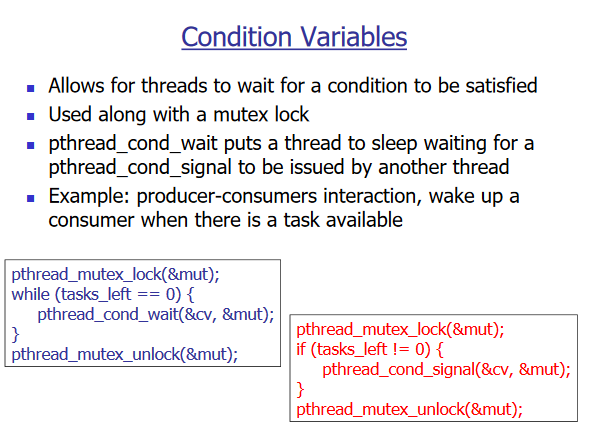 Condition Variables
Allows for threads to wait for a condition to be satisfied
Used along with a mutex lock
pthread_cond_wait puts a thread to sleep waiting for a
pthread_cond_signal to be issued by another thread
Example: producer-consumers interaction, wake up a
consumer when there is a task available
pthread_mutex_lock(&mut);
while (tasks_left == 0) {
pthread_cond_wait(&cv, &mut);
}
pthread_mutex_unlock(&mut);
pthread_mutex_lock(&mut);
if (tasks_left != 0) {
pthread_cond_signal(&cv, &mut);
}
pthread_mutex_unlock(&mut);